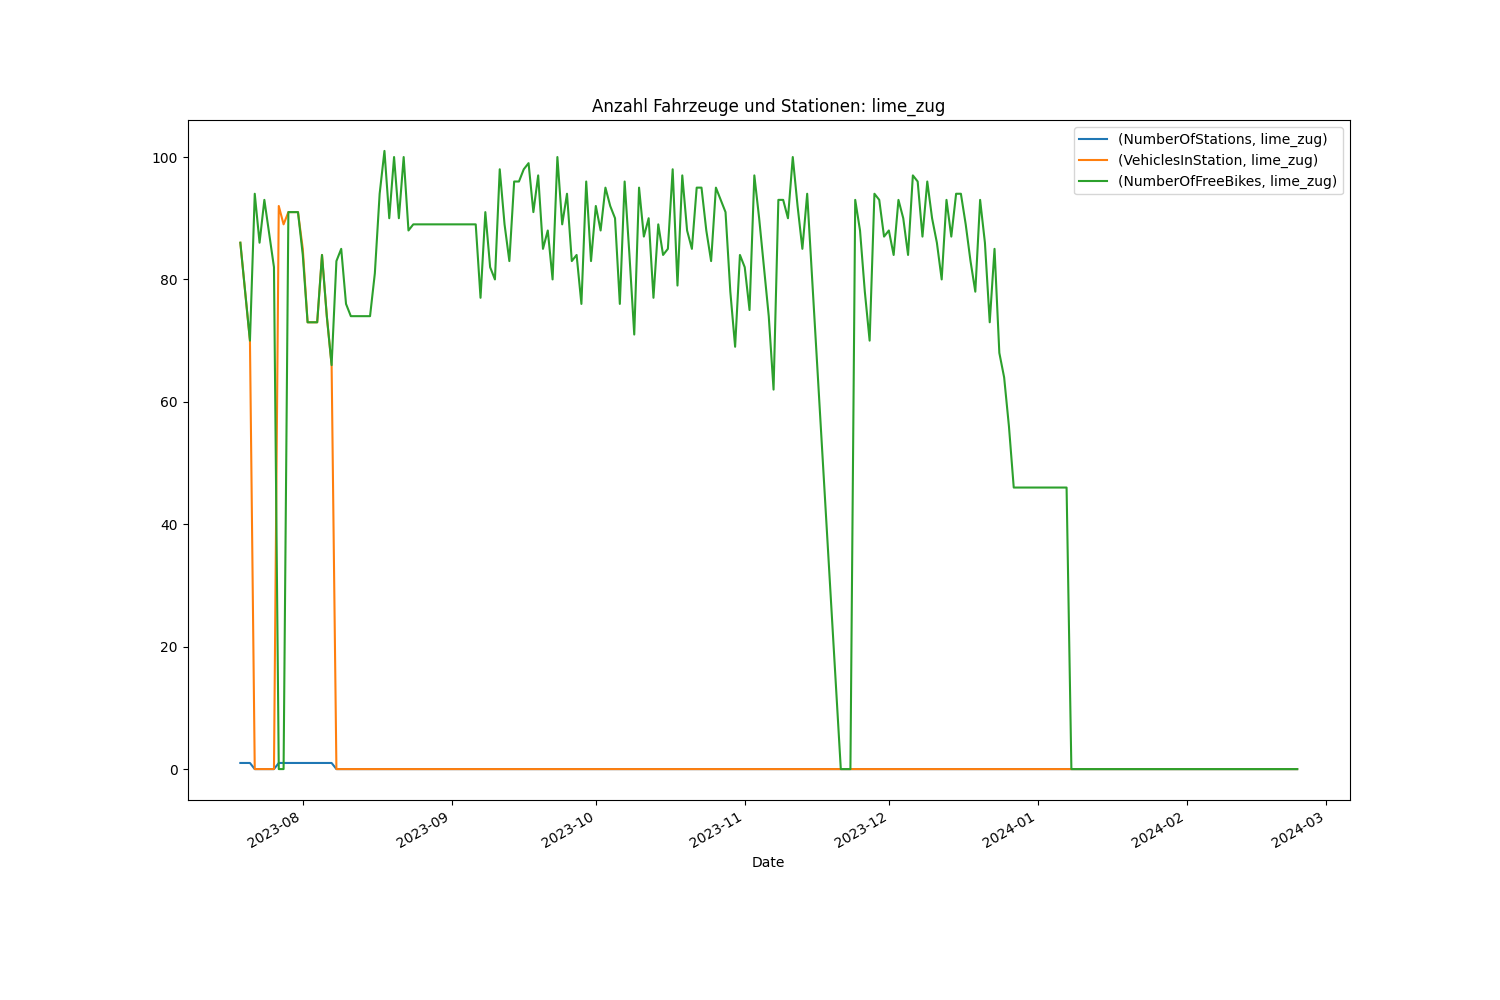 Anzahl Fahrzeuge und Stationen: lime_zug
(NumberOfStations, lime_zug)
(VehiclesInStation, lime_zug)
(NumberOfFreeBikes, lime_zug)
100
80
60
40
20
0
2023-08
2023-09
2023-10
2023-11
2023-12
2024-01
2024-02
2024-03
Date